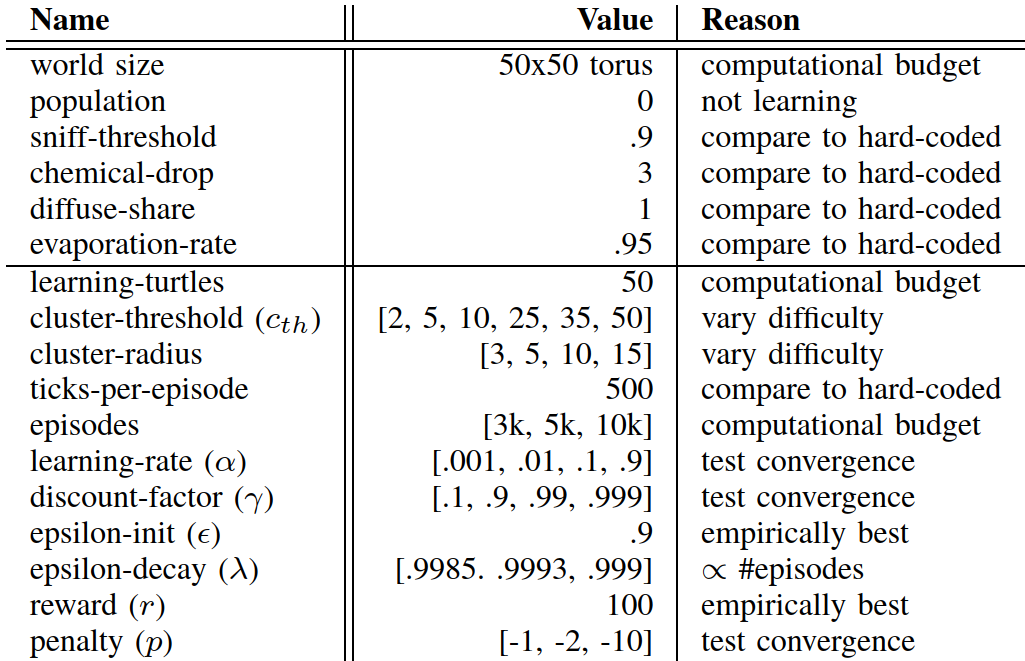 Name Value Reason
world size 50x50 torus computational budget
population 0 not learning
sniff-threshold .9 compare to hard-coded
chemical-drop 3 compare to hard-coded
diffuse-share 1 compare to hard-coded
evaporation-rate .95 compare to hard-coded
learning-turtles 50 computational budget
cluster-threshold (c_{th}) [2, 5, 10, 25, 35, 50] vary difficulty
cluster-radius [3, 5, 10, 15] vary difficulty
ticks-per-episode 500 compare to hard-coded
episodes [3k, 5k, 10k] computational budget
learning-rate (α) [.001, .01, .1, .9] test convergence
discount-factor (γ) [.1, .9, .99, .999] test convergence
epsilon-init (ϵ) .9 empirically best
epsilon-decay (λ) [.9985. .9993, .999] ∝ #episodes
reward (r) 100 empirically best
penalty (p) [-1, -2, -10] test convergence